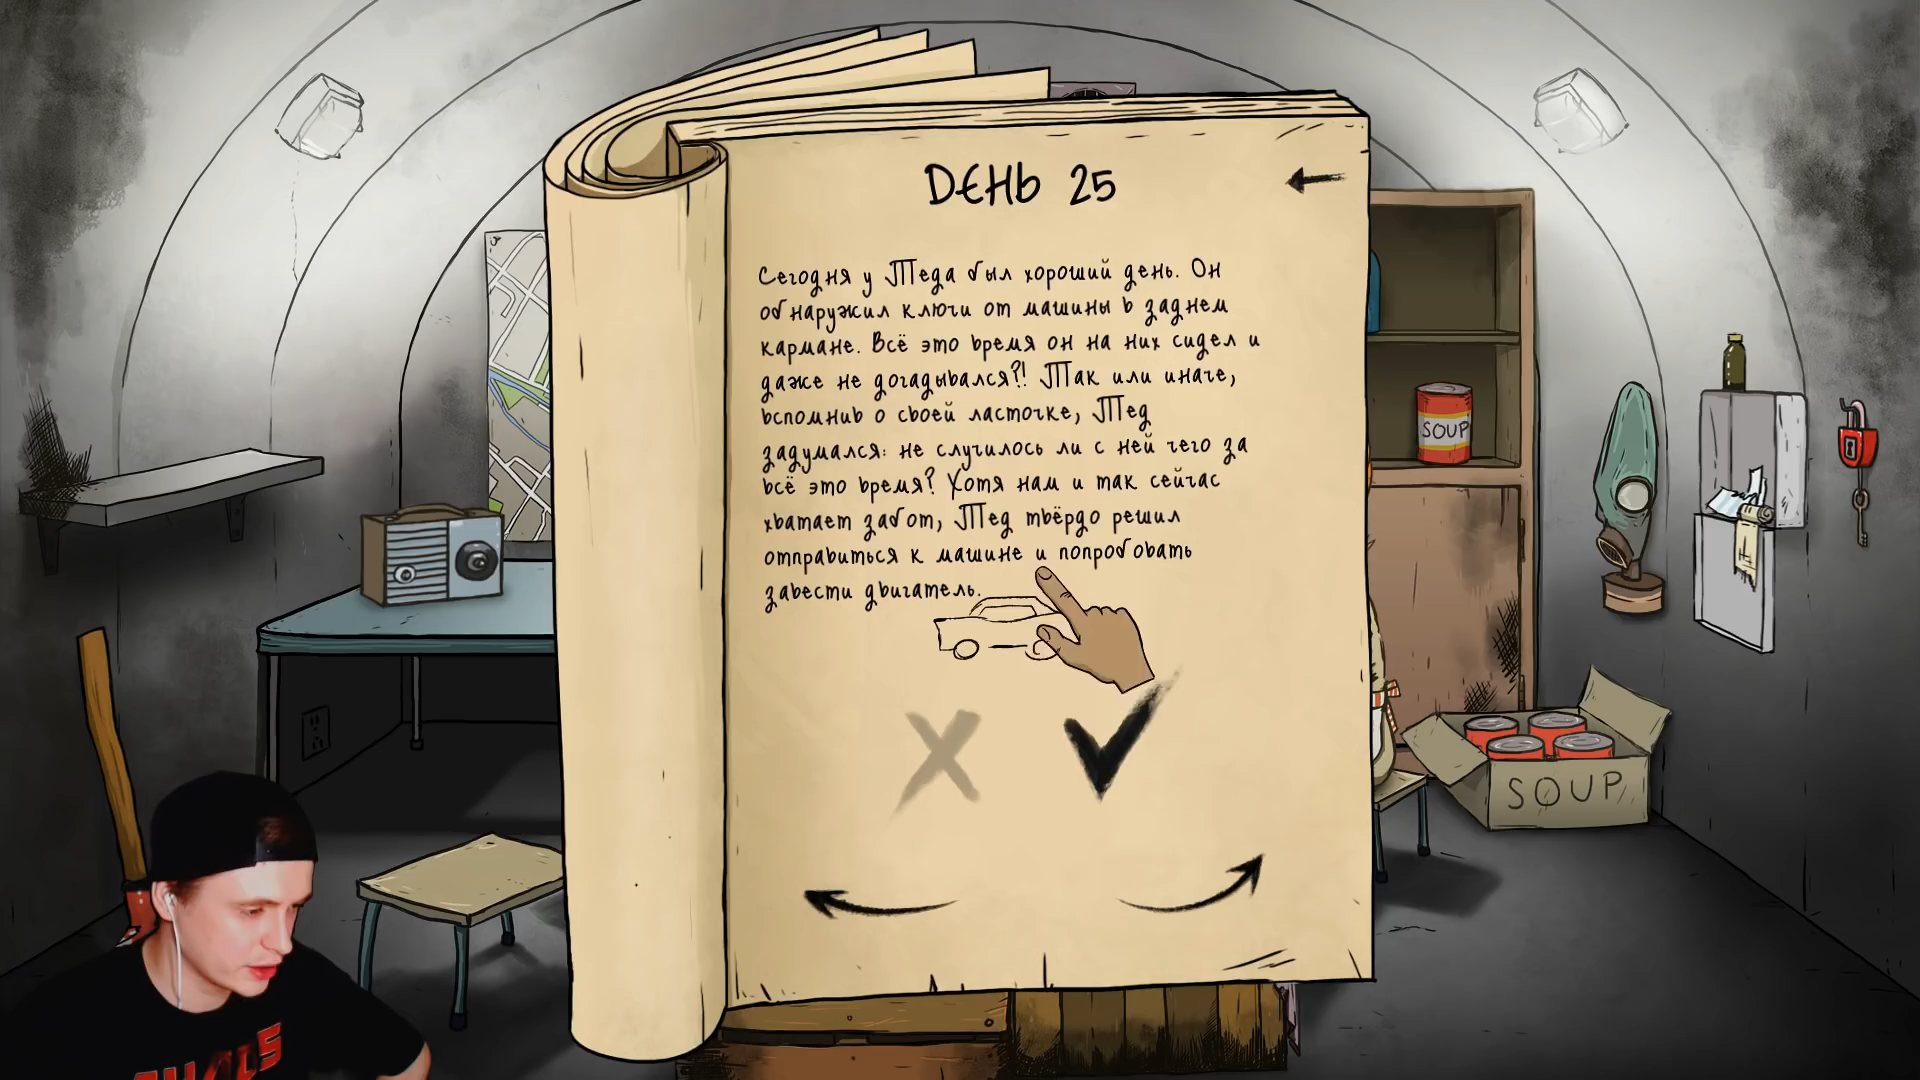 ДЕНЬ 25
Сегодня у Теда был хороший день. Он
обнаружил ключи от машины в заднем
кармане. Всё это время он на них сидел и
даже не догадывался?! Так или иначе,
вспомнив о своей ласточке, Тед
задумался: не случилось ли с ней чего за
всё это время? Хотя нам и так сейчас
хватает забот, Тед твёрдо решил
отправиться к машине и попробовать
завести двигатель.
SOUP
SOUP